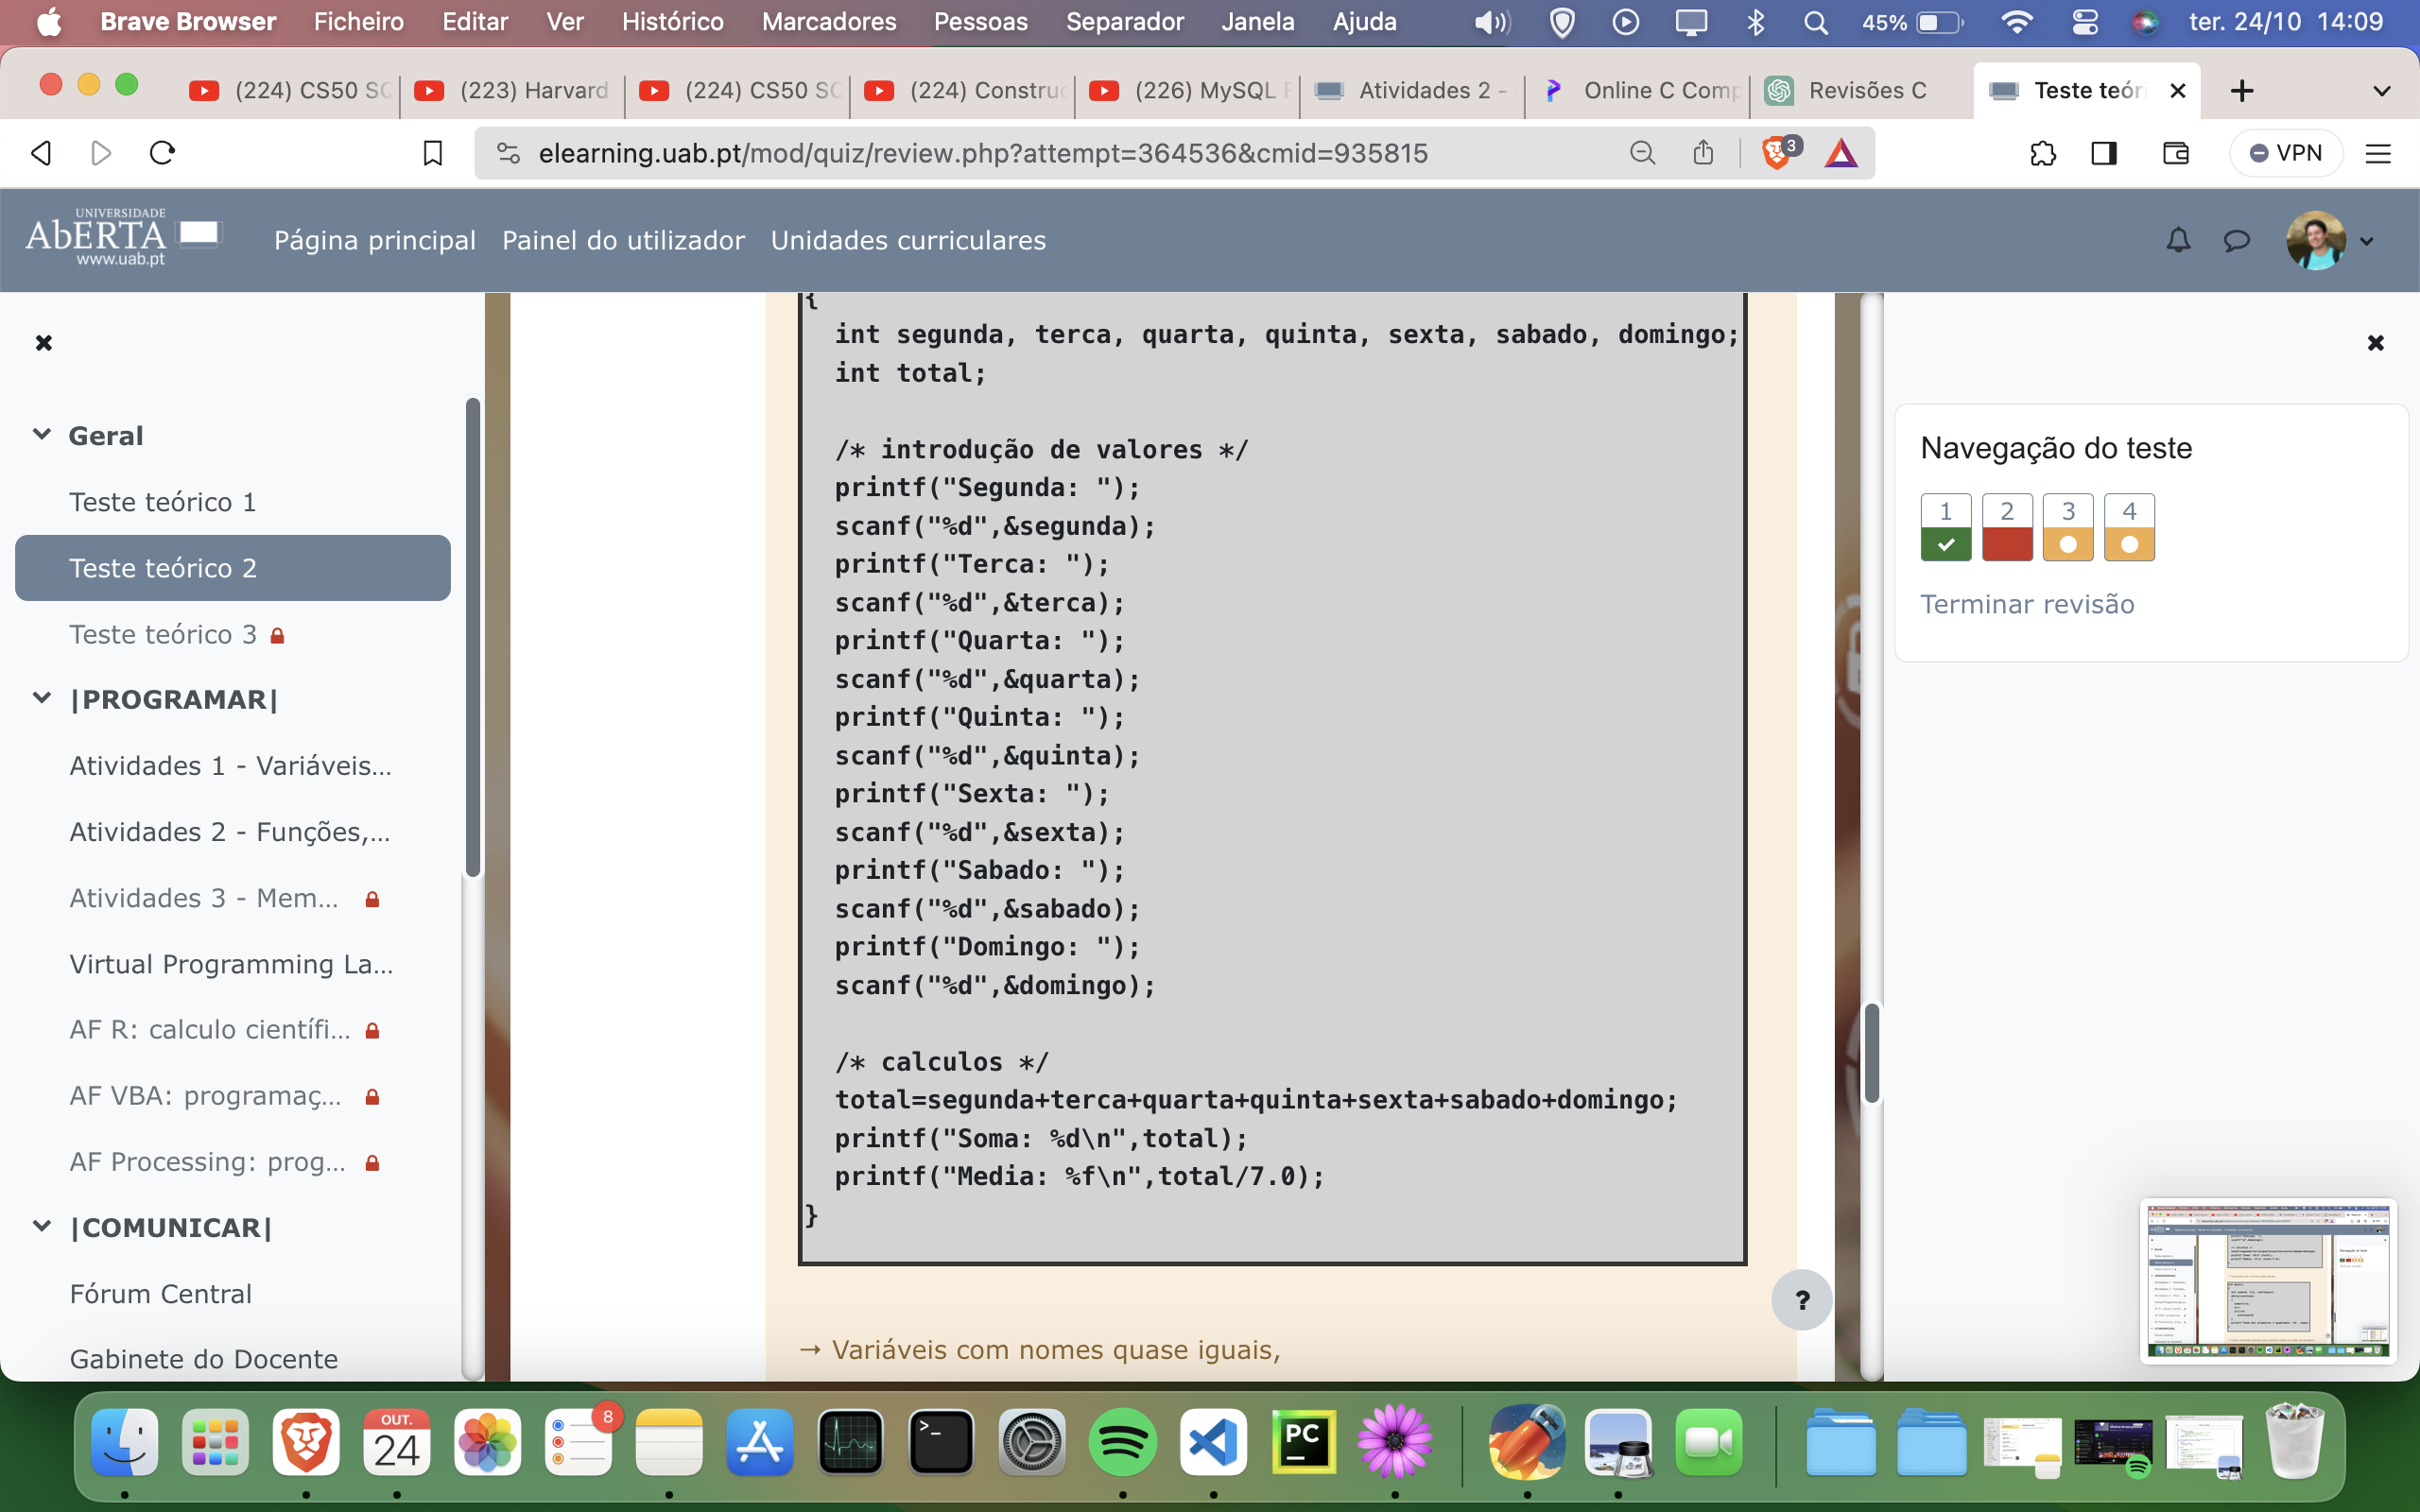 Brave Browser Ficheiro Editar Ver Histórico Marcadores Pessoas Separador Janela Ajuda 45% ter. 24/10 14:09
(224) CS50 SQ (223) Harvard (224) CS50 SQ (224) Construc (226) MySQL Atividades 2 - Online C Comp Revisões C Teste teóri
elearning.uab.pt/mod/quiz/review.php?attempt=364536&cmid=935815 3 VPN
UNIVERSIDADE
AbERTA
www.uab.pt
Página principal Painel do utilizador Unidades curriculares
Geral
Teste teórico 1
Teste teórico 2
Teste teórico 3
|PROGRAMAR|
Atividades 1 - Variáveis...
Atividades 2 - Funções,...
Atividades 3 - Mem...
Virtual Programming La...
AF R: calculo científi...
AF VBA: programaç...
AF Processing: prog...
|COMUNICAR|
Fórum Central
Gabinete do Docente
{
int segunda, terca, quarta, quinta, sexta, sabado, domingo;
int total;
/* introdução de valores */
printf("Segunda: ");
scanf("%d",&segunda);
printf("Terca: ");
scanf("%d",&terca);
printf("Quarta: ");
scanf("%d",&quarta);
printf("Quinta: ");
scanf("%d",&quinta);
printf("Sexta: ");
scanf("%d",&sexta);
printf("Sabado: ");
scanf("%d",&sabado);
printf("Domingo: ");
scanf("%d",&domingo);
/* calculos */
total=segunda+terca+quarta+quinta+sexta+sabado+domingo;
printf("Soma: %d\n",total);
printf("Media: %f\n",total/7.0);
}
→ Variáveis com nomes quase iguais,
?
Navegação do teste
1 2 3 4
Terminar revisão
OUT.
24
8
>_
PC